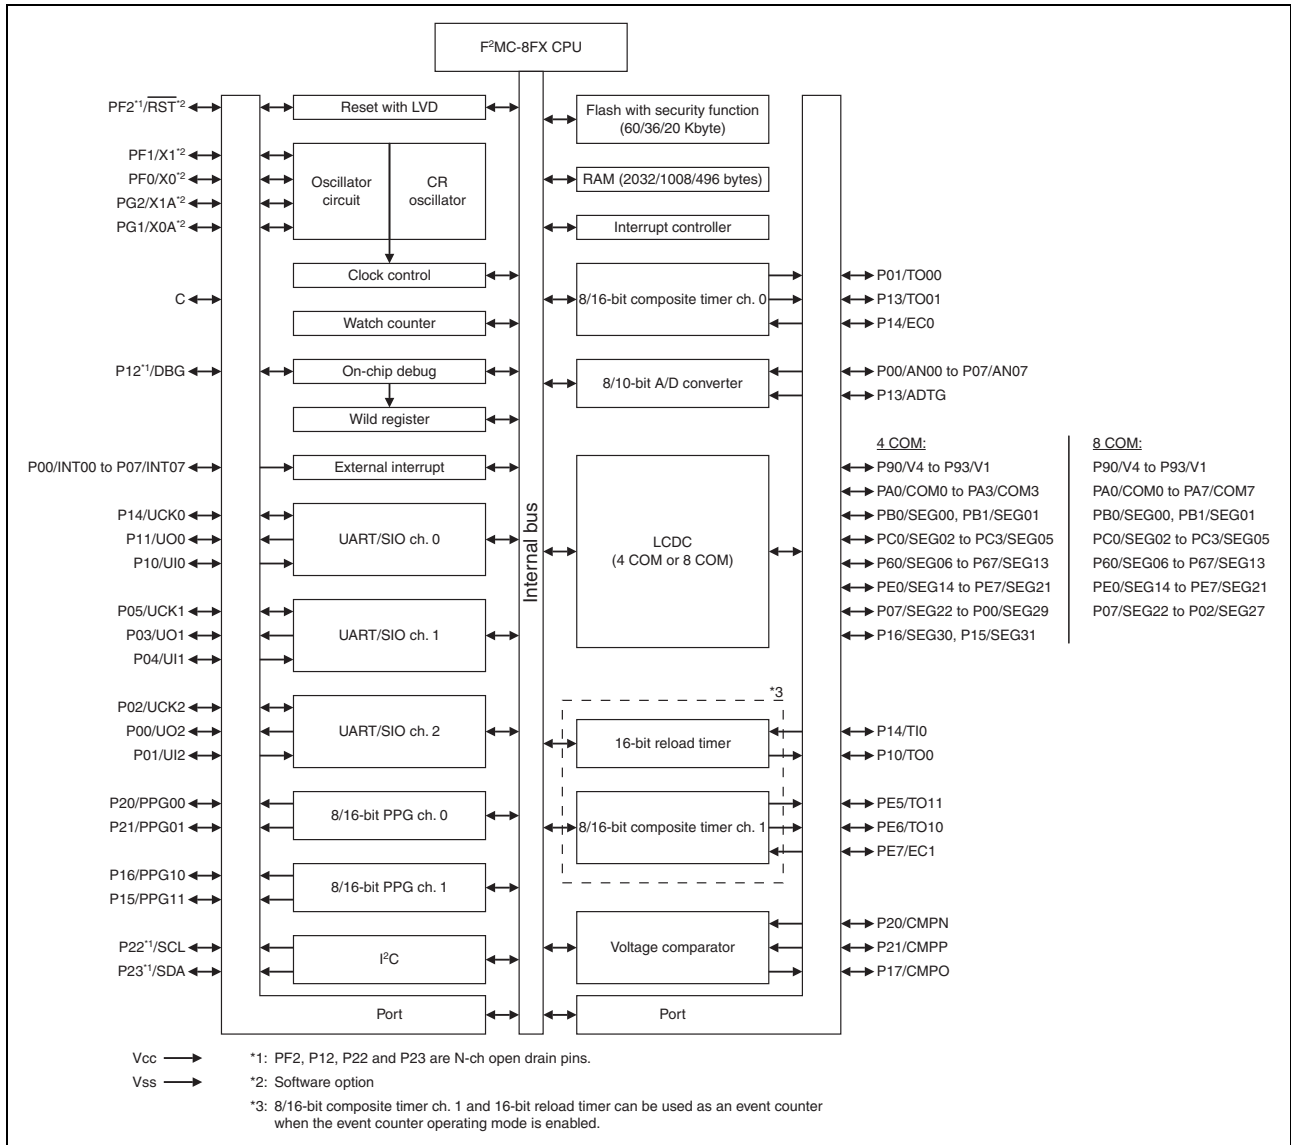 F²MC-8FX CPU
PF2*1/RST*2
PF1/X1*2
PF0/X0*2
PG2/X1A*2
PG1/X0A*2
C
P12*1/DBG
P00/INT00 to P07/INT07
P14/UCK0
P11/UO0
P10/UI0
P05/UCK1
P03/UO1
P04/UI1
P02/UCK2
P00/UO2
P01/UI2
P20/PPG00
P21/PPG01
P16/PPG10
P15/PPG11
P22*1/SCL
P23*1/SDA
Reset with LVD
Oscillator
circuit
CR
oscillator
Clock control
Watch counter
On-chip debug
Wild register
External interrupt
UART/SIO ch. 0
UART/SIO ch. 1
UART/SIO ch. 2
8/16-bit PPG ch. 0
8/16-bit PPG ch. 1
I²C
Port
Internal bus
Flash with security function
(60/36/20 Kbyte)
RAM (2032/1008/496 bytes)
Interrupt controller
8/16-bit composite timer ch. 0
8/10-bit A/D converter
LCDC
(4 COM or 8 COM)
*3
16-bit reload timer
8/16-bit composite timer ch. 1
Voltage comparator
Port
P01/TO00
P13/TO01
P14/EC0
P00/AN00 to P07/AN07
P13/ADTG
4 COM:
P90/V4 to P93/V1
PA0/COM0 to PA3/COM3
PB0/SEG00, PB1/SEG01
PC0/SEG02 to PC3/SEG05
P60/SEG06 to P67/SEG13
PE0/SEG14 to PE7/SEG21
P07/SEG22 to P00/SEG29
P16/SEG30, P15/SEG31
8 COM:
P90/V4 to P93/V1
PA0/COM0 to PA7/COM7
PB0/SEG00, PB1/SEG01
PC0/SEG02 to PC3/SEG05
P60/SEG06 to P67/SEG13
PE0/SEG14 to PE7/SEG21
P07/SEG22 to P02/SEG27
P14/TI0
P10/TO0
PE5/TO11
PE6/TO10
PE7/EC1
P20/CMPN
P21/CMPP
P17/CMPO
Vcc
Vss
*1: PF2, P12, P22 and P23 are N-ch open drain pins.
*2: Software option
*3: 8/16-bit composite timer ch. 1 and 16-bit reload timer can be used as an event counter
when the event counter operating mode is enabled.